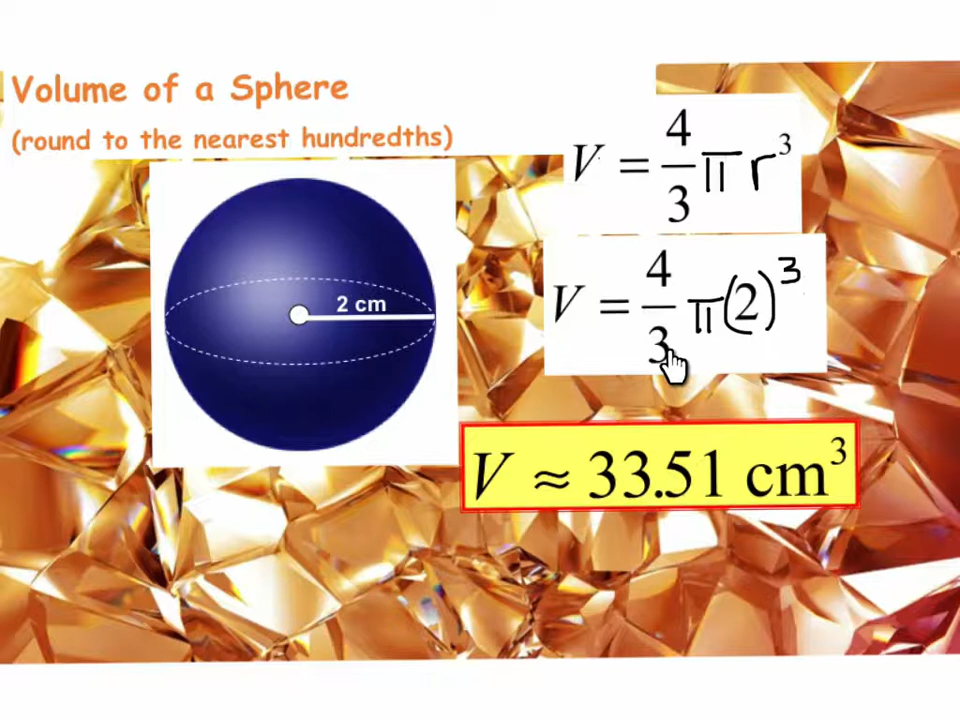 Volume of a Sphere
(round to the nearest hundredths)
V = 4/3 π r³
2 cm
V = 4/3 π(2)³
V ≈ 33.51 cm³